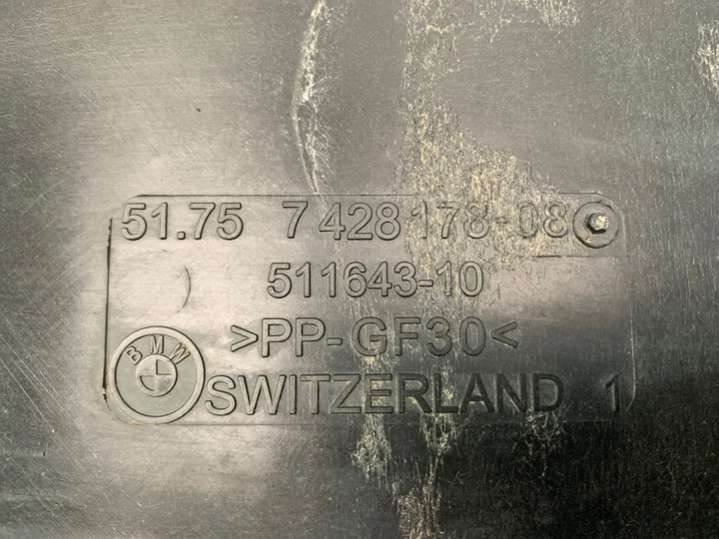 51.75 7 428 178-08
511643-10
>PP-GF30<
BMW
SWITZERLAND 1